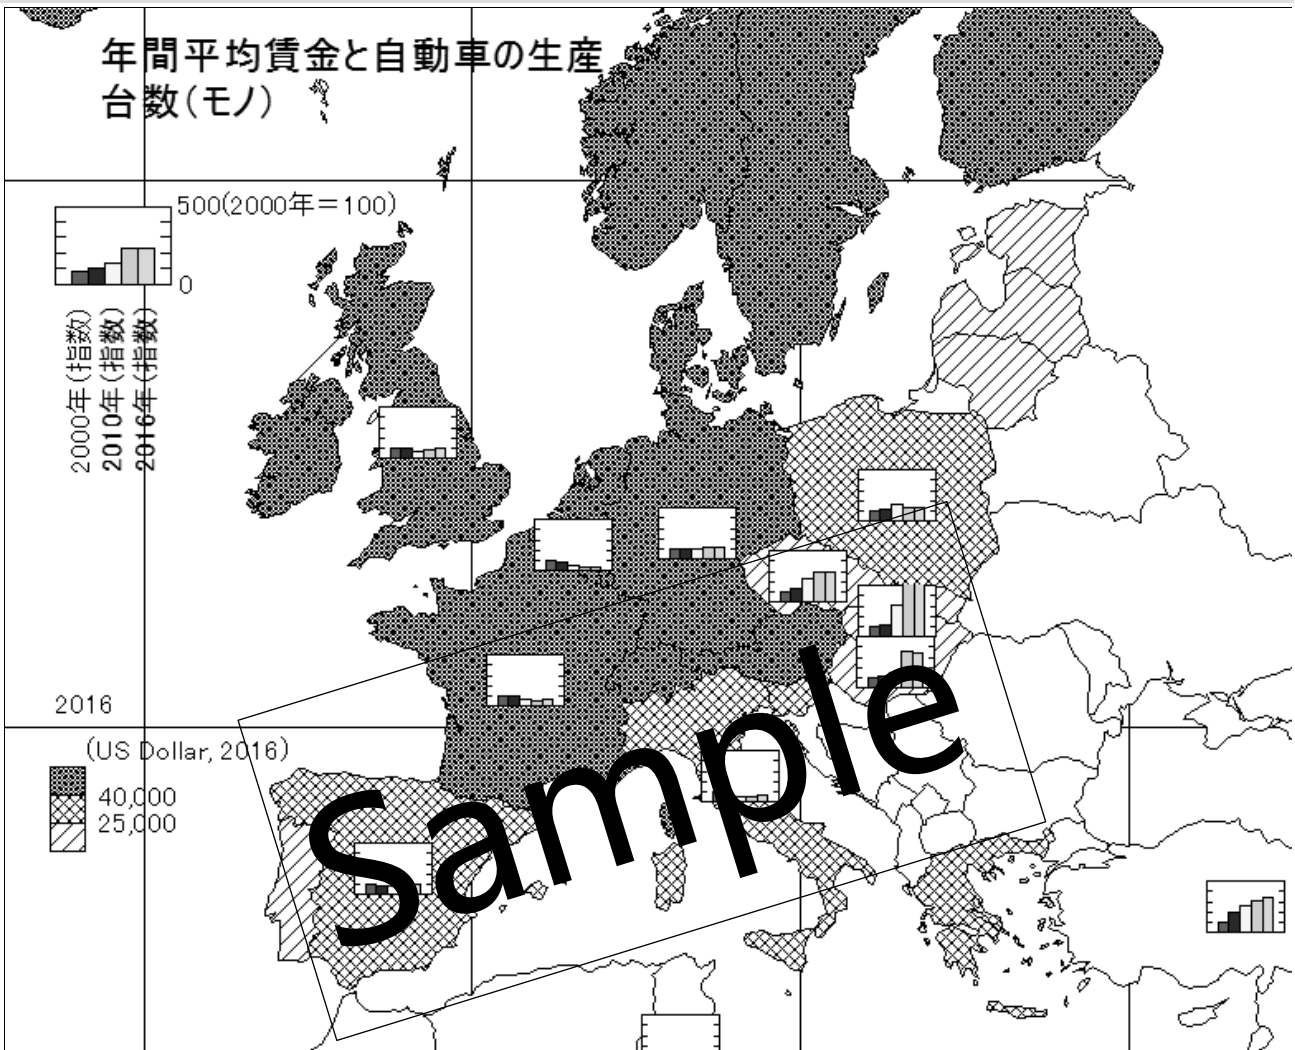 年間平均賃金と自動車の生産
台数(モノ)
500(2000年=100)
0
2000年(指数)
2010年(指数)
2016年(指数)
2016
(US Dollar, 2016)
40,000
25,000
Sample